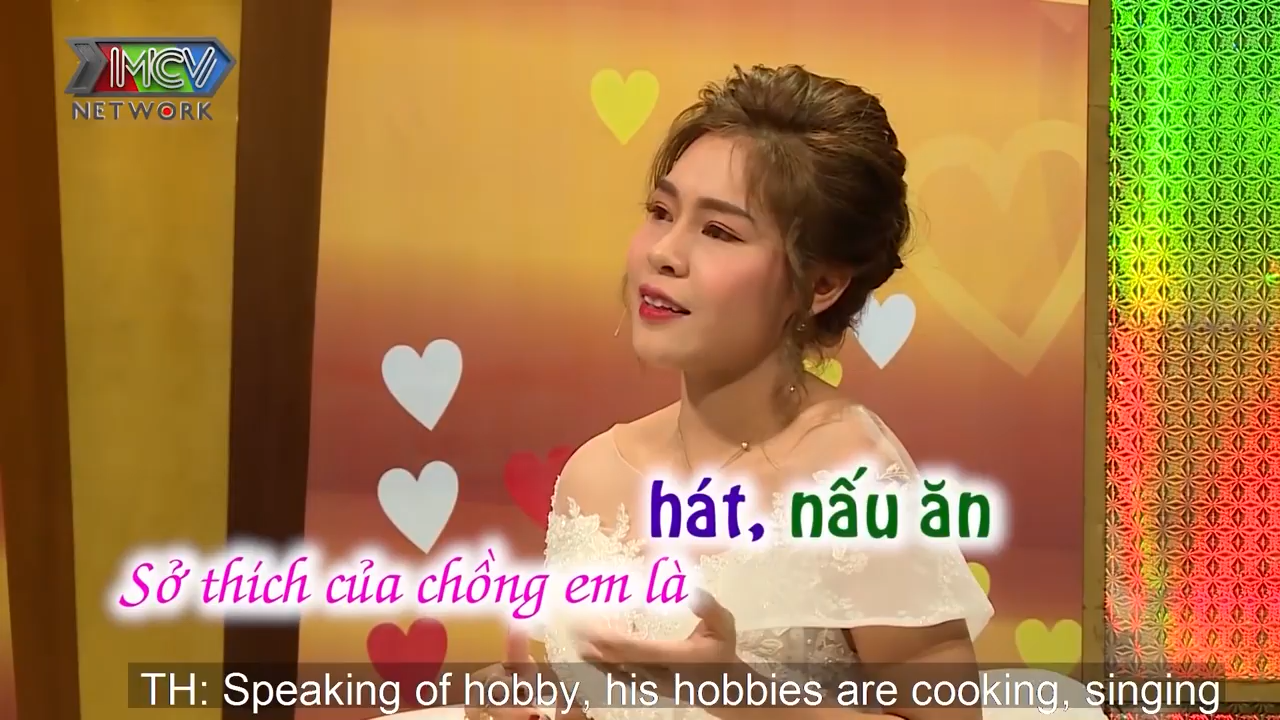 MCV
NETWORK
hát, nấu ăn
Sở thích của chồng em là
TH: Speaking of hobby, his hobbies are cooking, singing